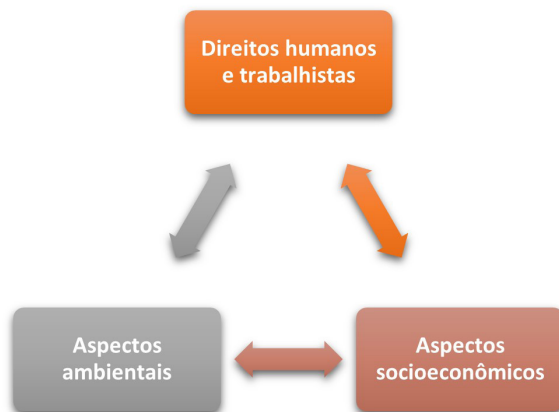 Direitos humanos
e trabalhistas
Aspectos
ambientais
Aspectos
socioeconômicos